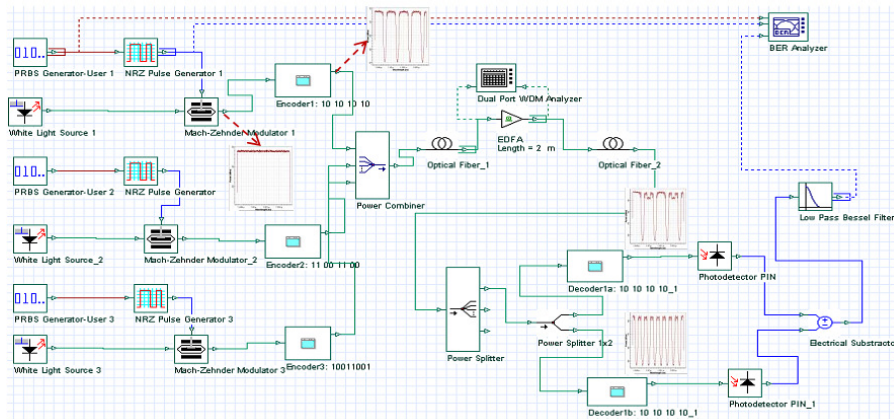 BER Analyzer
010..
PRBS Generator-User 1
NRZ Pulse Generator 1
Encoder1: 10 10 10 10
Dual Port WDM Analyzer
White Light Source 1
Mach-Zehnder Modulator 1
EDFA
Length = 2 m
Optical Fiber_1
Optical Fiber_2
010..
PRBS Generator-User 2
NRZ Pulse Generator
Power Combiner
Low Pass Bessel Filter
White Light Source_2
Mach-Zehnder Modulator_2
Encoder2: 11 00 11 00
Photodetector PIN
Decoder1a: 10 10 10 10_1
010..
PRBS Generator-User 3
NRZ Pulse Generator 3
Power Splitter
Power Splitter 1x2
Electrical Substractor
White Light Source 3
Mach-Zehnder Modulator 3
Encoder3: 10011001
Photodetector PIN_1
Decoder1b: 10 10 10 10_1